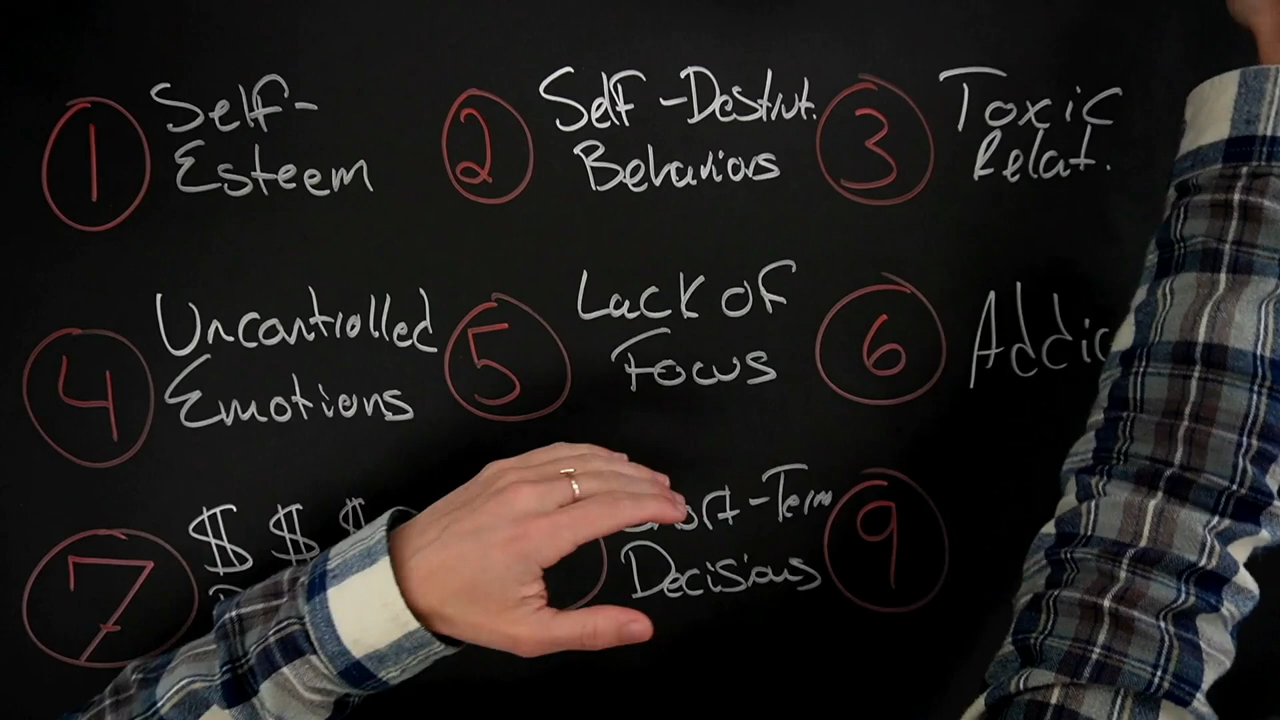 1 Self-
Esteem
2 Self-Destrut.
Behaviors
3 Toxic
Relat.
4 Uncontrolled
Emotions
5 Lack of
Focus
6
7 $ $ $
-Term
Decisions
9